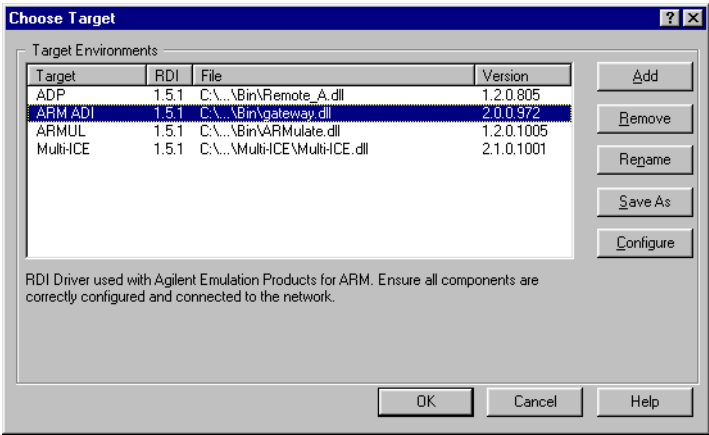 Choose Target
Target Environments
Target RDI File Version
ADP 1.5.1 C:\...\Bin\Remote_A.dll 1.2.0.805
ARM ADI 1.5.1 C:\...\Bin\gateway.dll 2.0.0.972
ARMUL 1.5.1 C:\...\Bin\ARMulate.dll 1.2.0.1005
Multi-ICE 1.5.1 C:\...\Multi-ICE\Multi-ICE.dll 2.1.0.1001
Add
Remove
Rename
Save As
Configure
RDI Driver used with Agilent Emulation Products for ARM. Ensure all components are
correctly configured and connected to the network.
OK Cancel Help